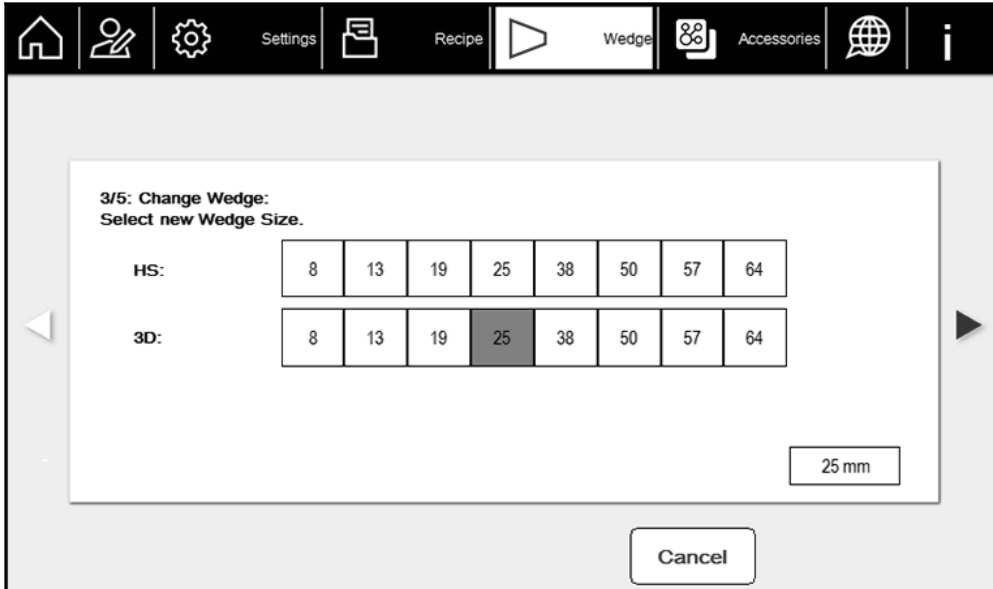 Settings
Recipe
Wedge
Accessories
i
3/5: Change Wedge:
Select new Wedge Size.
HS: 8 13 19 25 38 50 57 64
3D: 8 13 19 25 38 50 57 64
25 mm
Cancel